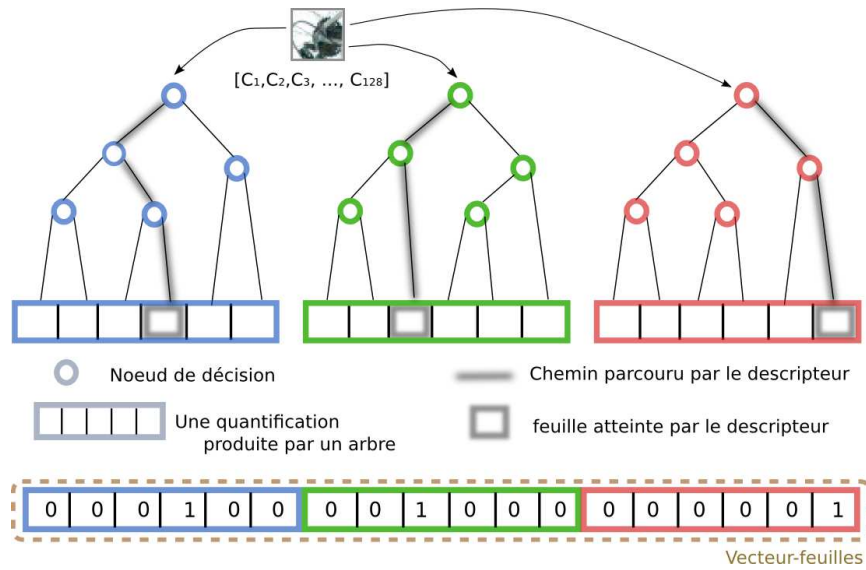 [C₁,C₂,C₃, ..., C₁₂₈]
Noeud de décision
Chemin parcouru par le descripteur
Une quantification
produite par un arbre
feuille atteinte par le descripteur
0 0 0 1 0 0 0 0 1 0 0 0 0 0 0 0 0 1
Vecteur-feuilles